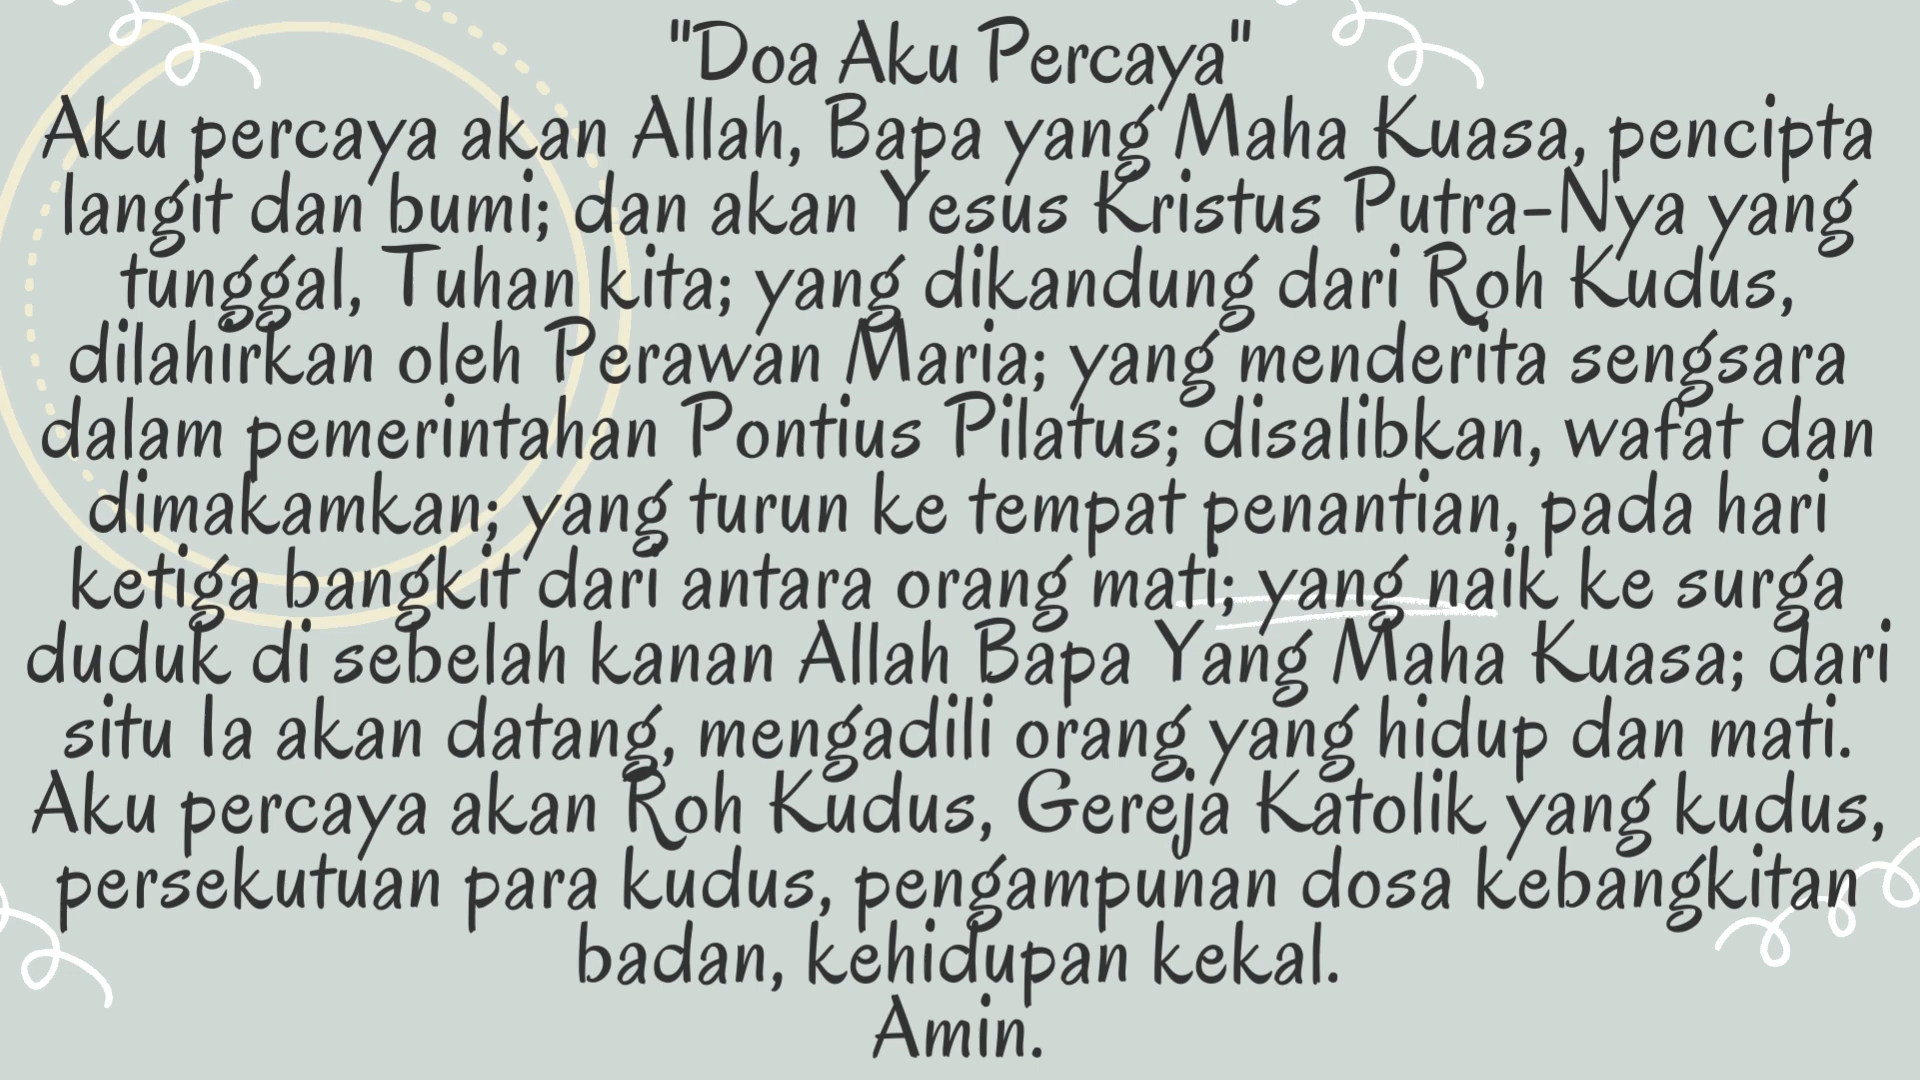 "Doa Aku Percaya"
Aku percaya akan Allah, Bapa yang Maha Kuasa, pencipta
langit dan bumi; dan akan Yesus Kristus Putra-Nya yang
tunggal, Tuhan kita; yang dikandung dari Roh Kudus,
dilahirkan oleh Perawan Maria; yang menderita sengsara
dalam pemerintahan Pontius Pilatus; disalibkan, wafat dan
dimakamkan; yang turun ke tempat penantian, pada hari
ketiga bangkit dari antara orang mati; yang naik ke surga
duduk di sebelah kanan Allah Bapa Yang Maha Kuasa; dari
situ Ia akan datang, mengadili orang yang hidup dan mati.
Aku percaya akan Roh Kudus, Gereja Katolik yang kudus,
persekutuan para kudus, pengampunan dosa kebangkitan
badan, kehidupan kekal.
Amin.